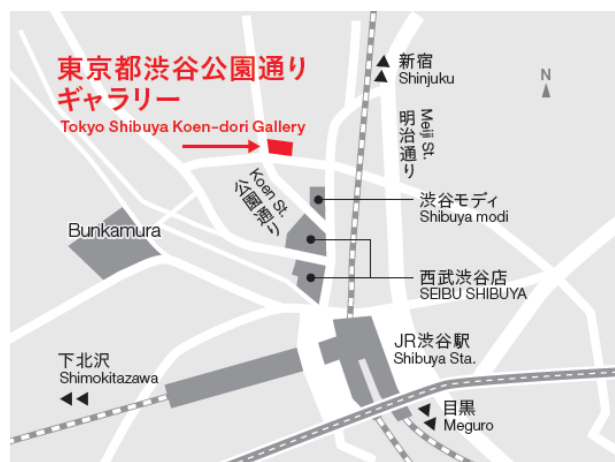 東京都渋谷公園通り
ギャラリー
Tokyo Shibuya Koen-dori Gallery
新宿
Shinjuku
N
Meiji St.
明治通り
Koen St.
公園通り
渋谷モディ
Shibuya modi
Bunkamura
西武渋谷店
SEIBU SHIBUYA
JR渋谷駅
Shibuya Sta.
下北沢
Shimokitazawa
目黒
Meguro